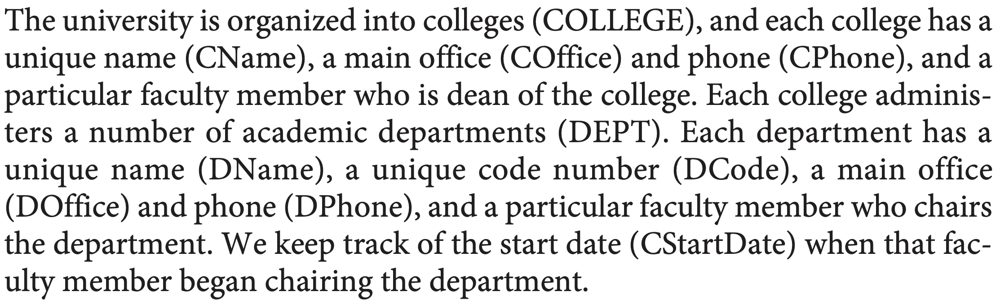 The university is organized into colleges (COLLEGE), and each college has a
unique name (CName), a main office (COffice) and phone (CPhone), and a
particular faculty member who is dean of the college. Each college adminis-
ters a number of academic departments (DEPT). Each department has a
unique name (DName), a unique code number (DCode), a main office
(DOffice) and phone (DPhone), and a particular faculty member who chairs
the department. We keep track of the start date (CStartDate) when that fac-
ulty member began chairing the department.